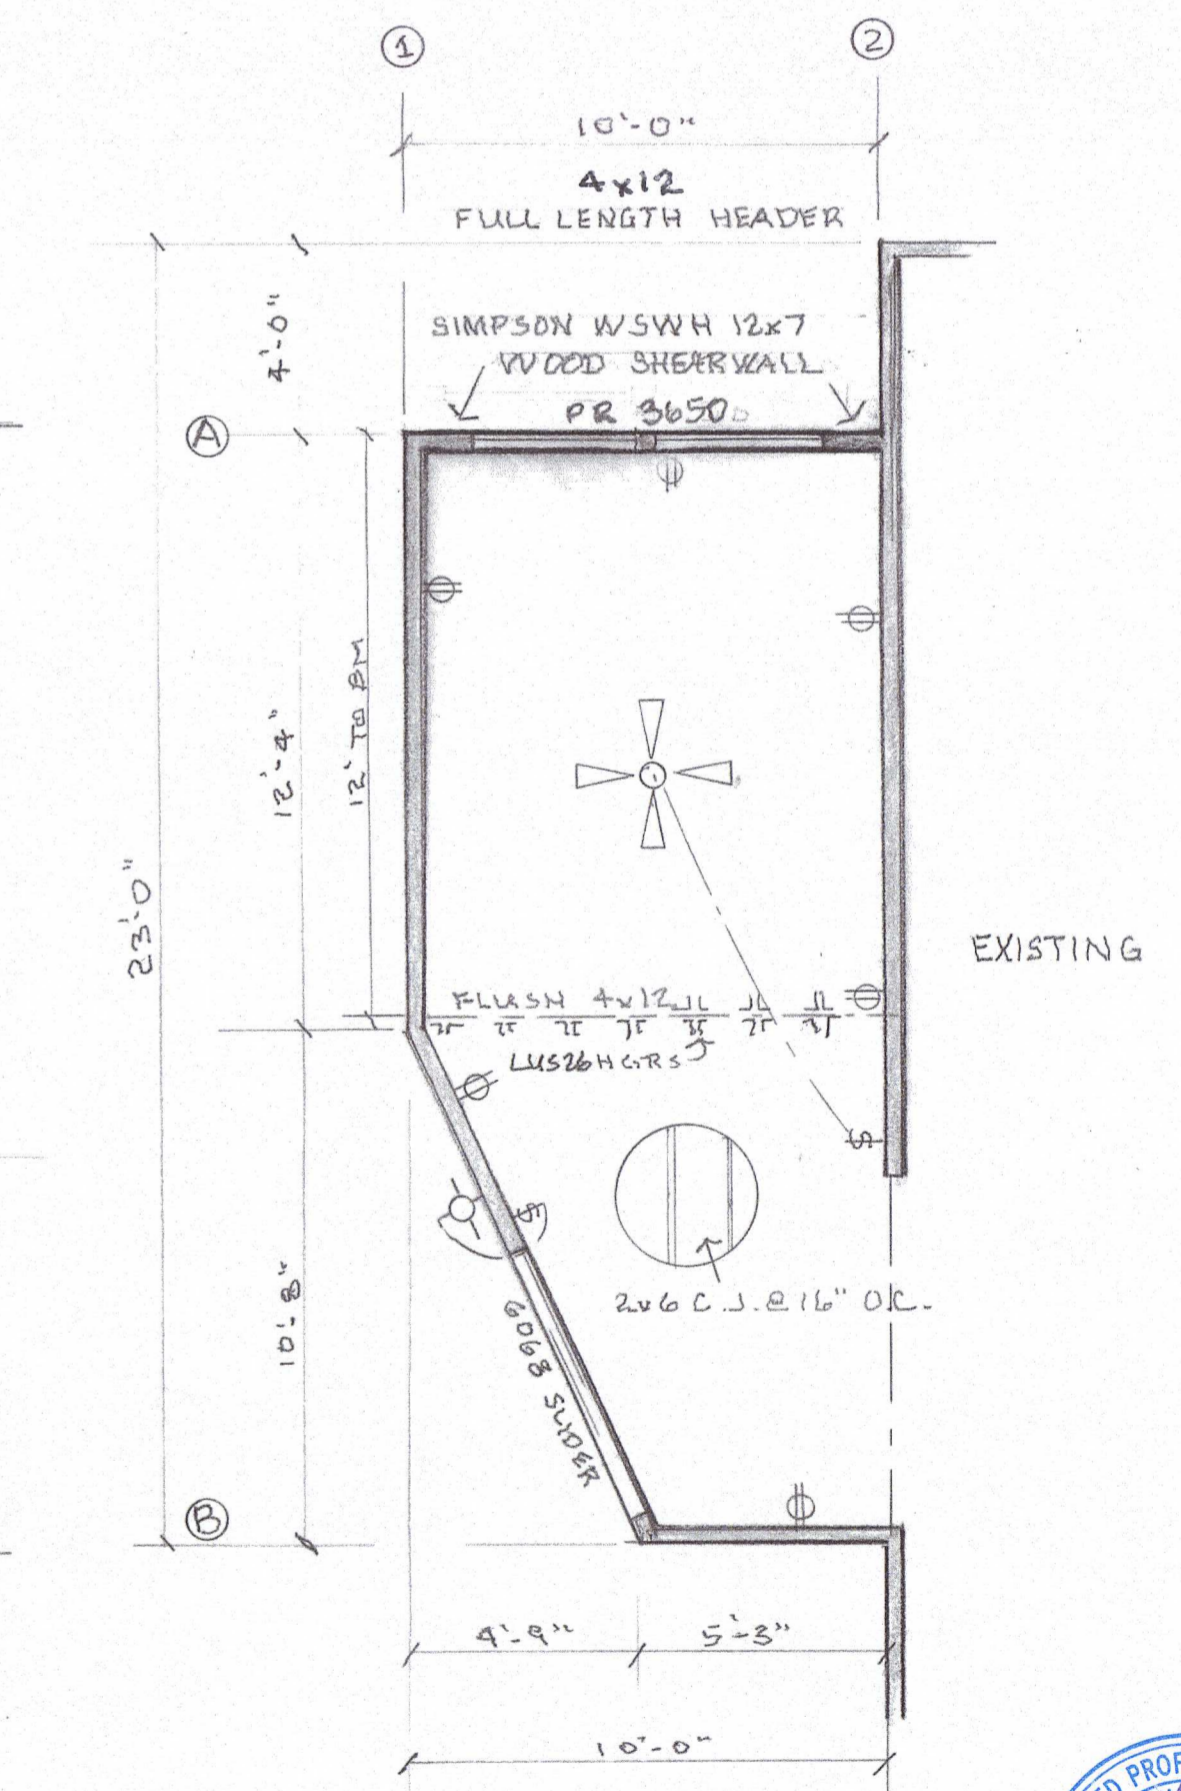 1
2
10'-0"
4x12
FULL LENGTH HEADER
4'-0"
SIMPSON WSWH 12x7
WOOD SHEARWALL
PR 3650
A
12' TO BM
12'-4"
23'-0"
EXISTING
FLUSH 4x12
LUS26 HGRS
$
$
2x6 C.J. @ 16" O.C.
10'-8"
6068 SLIDER
B
4'-9"
5'-3"
10'-0"
PROF